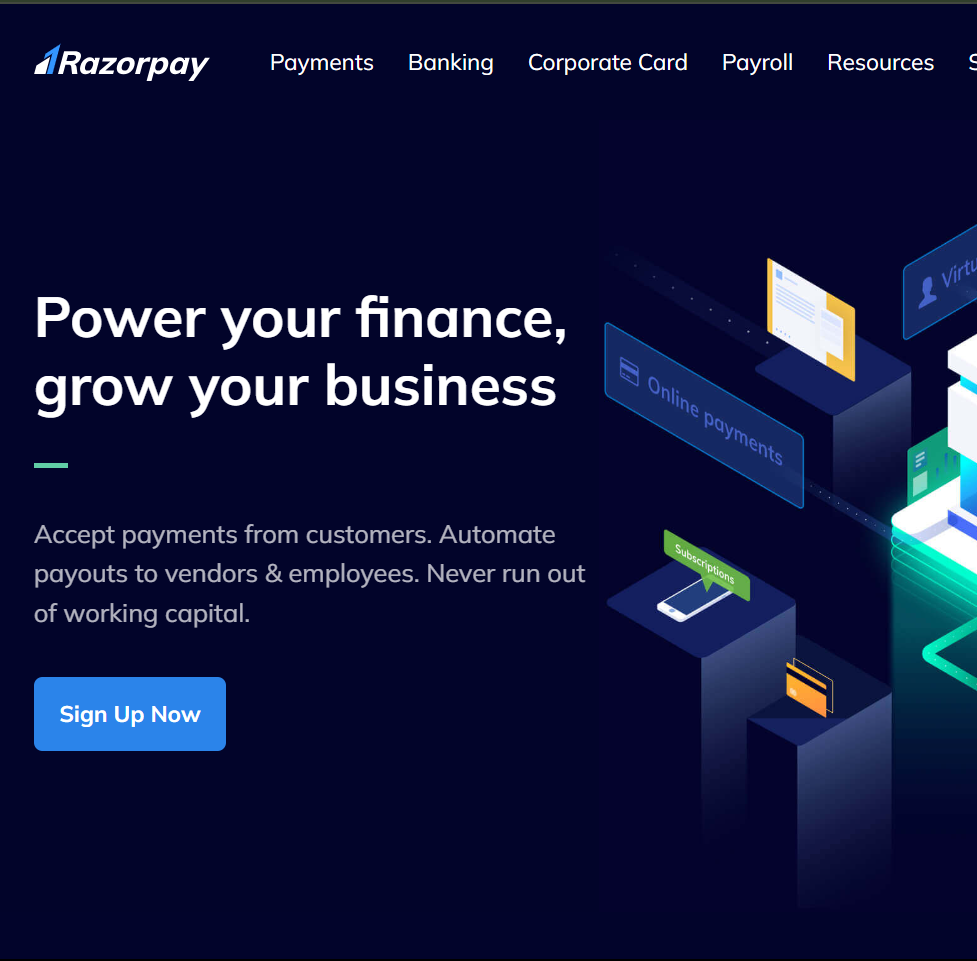 Razorpay
Payments
Banking
Corporate Card
Payroll
Resources
Power your finance,
grow your business
Accept payments from customers. Automate
payouts to vendors & employees. Never run out
of working capital.
Sign Up Now
Online payments
Subscriptions